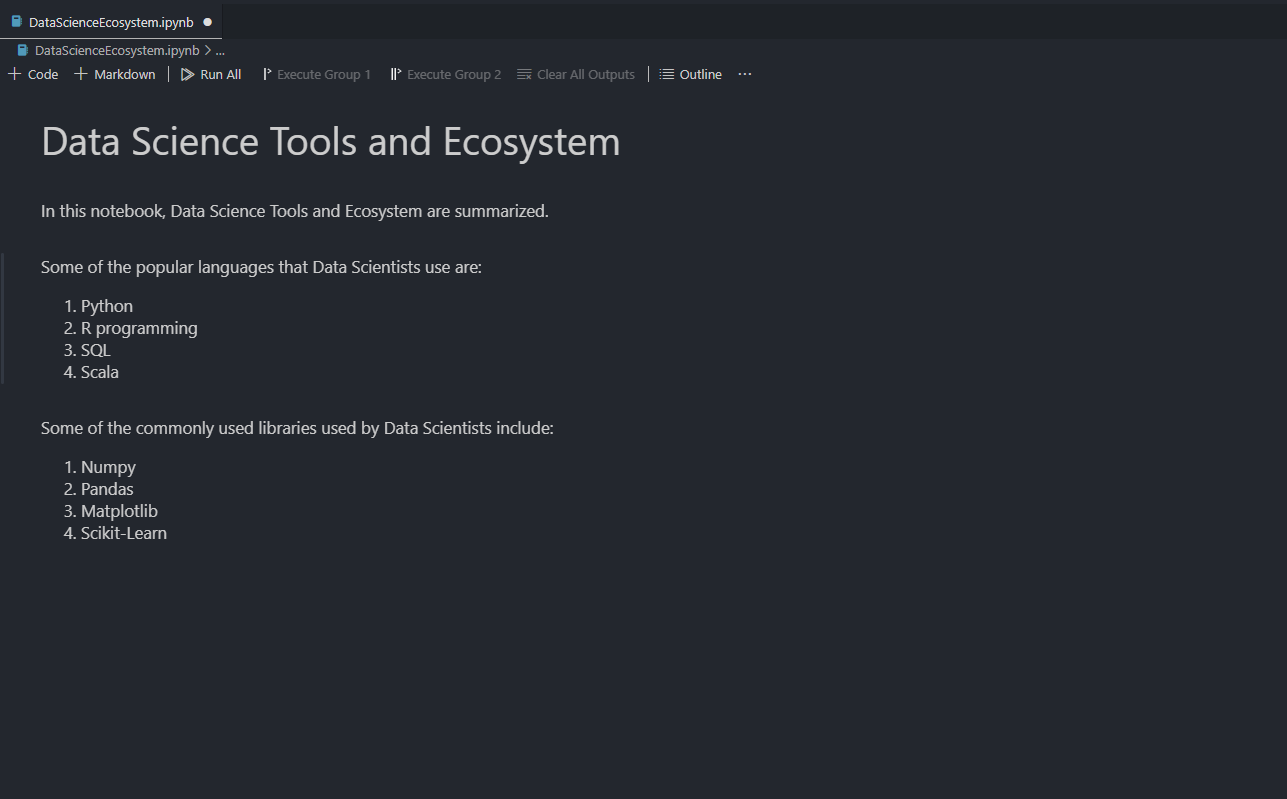 DataScienceEcosystem.ipynb ●
DataScienceEcosystem.ipynb > ...
+ Code + Markdown | Run All Execute Group 1 Execute Group 2 Clear All Outputs | Outline ...
Data Science Tools and Ecosystem
In this notebook, Data Science Tools and Ecosystem are summarized.
Some of the popular languages that Data Scientists use are:
1. Python
2. R programming
3. SQL
4. Scala
Some of the commonly used libraries used by Data Scientists include:
1. Numpy
2. Pandas
3. Matplotlib
4. Scikit-Learn